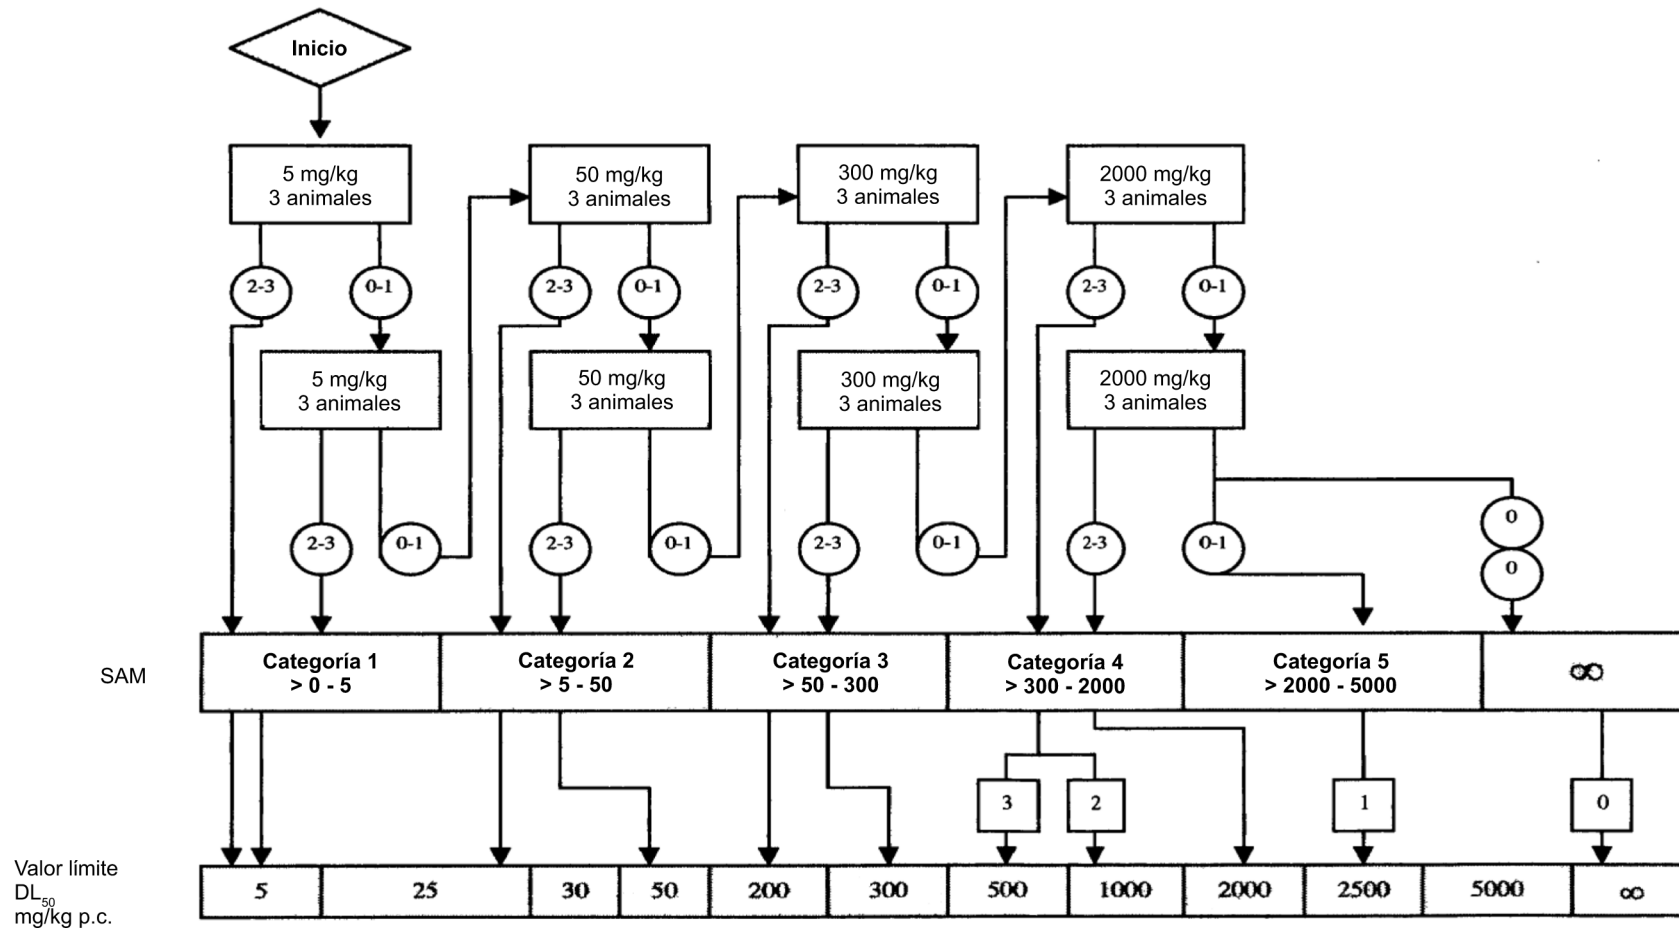 Inicio
5 mg/kg
3 animales
50 mg/kg
3 animales
300 mg/kg
3 animales
2000 mg/kg
3 animales
2-3
0-1
2-3
0-1
2-3
0-1
2-3
0-1
5 mg/kg
3 animales
50 mg/kg
3 animales
300 mg/kg
3 animales
2000 mg/kg
3 animales
2-3
0-1
2-3
0-1
2-3
0-1
2-3
0-1
0
0
SAM
Categoría 1
> 0 - 5
Categoría 2
> 5 - 50
Categoría 3
> 50 - 300
Categoría 4
> 300 - 2000
Categoría 5
> 2000 - 5000
∞
3
2
1
0
Valor límite
DL50
mg/kg p.c.
5
25
30
50
200
300
500
1000
2000
2500
5000
∞